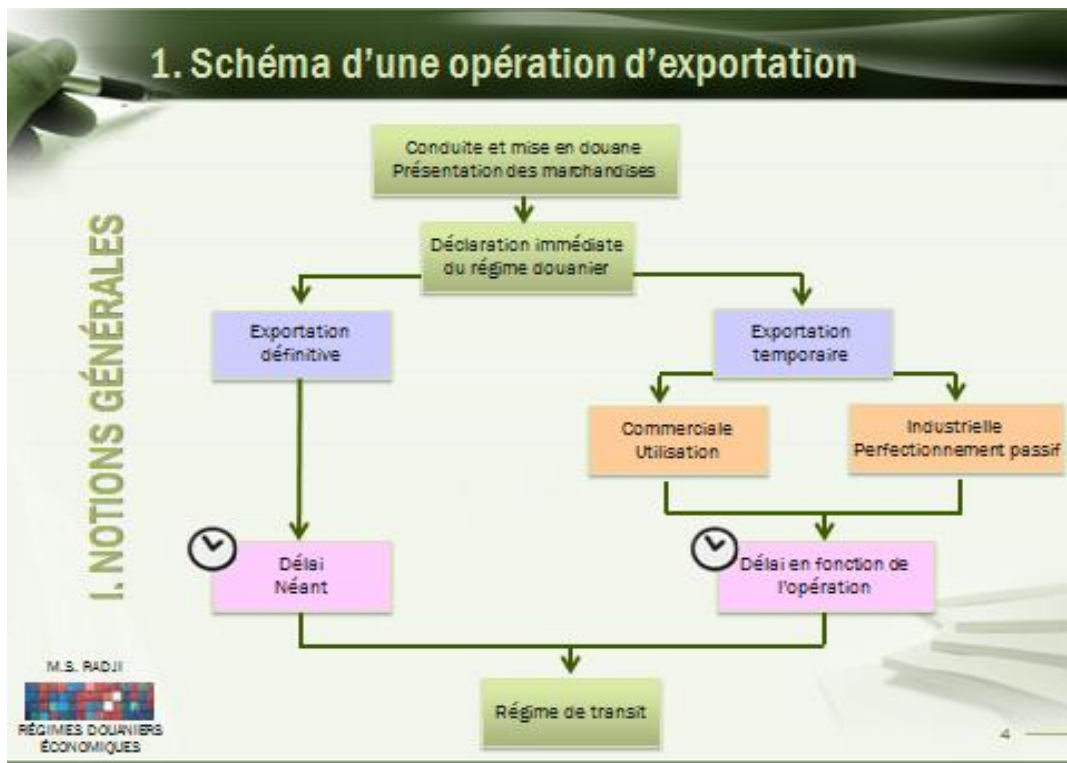 1. Schéma d'une opération d'exportation
I. NOTIONS GÉNÉRALES
Conduite et mise en douane
Présentation des marchandises
Déclaration immédiate
du régime douanier
Exportation
définitive
Exportation
temporaire
Commerciale
Utilisation
Industrielle
Perfectionnement passif
Délai
Néant
Délai en fonction de
l'opération
Régime de transit
M.S. RADJI
RÉGIMES DOUANIERS
ÉCONOMIQUES
4